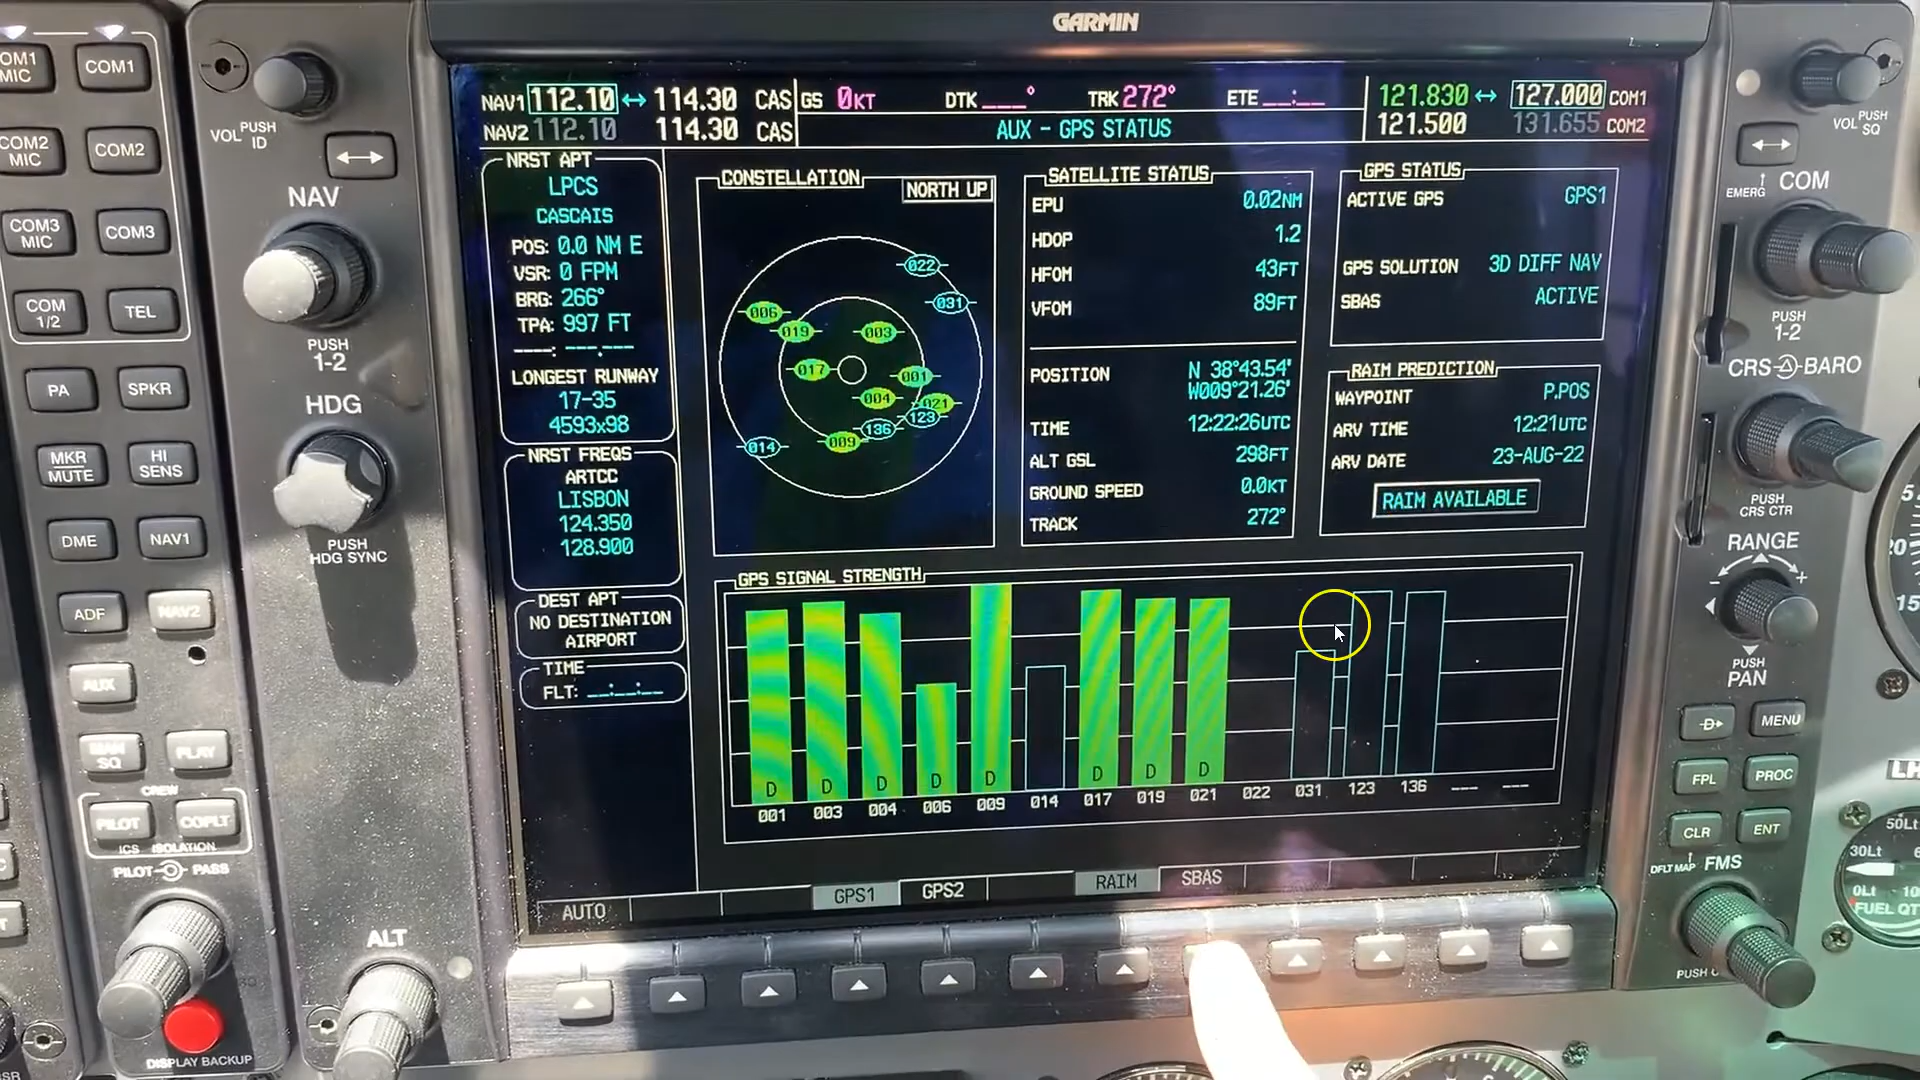 GARMIN
COM1 MIC
COM1
COM2 MIC
COM2
COM3 MIC
COM3
COM 1/2
TEL
PA
SPKR
MKR MUTE
HI SENS
DME
NAV1
ADF
NAV2
AUX
MAN SQ
PLAY
CREW
PILOT
COPLT
ICS ISOLATION
PILOT PASS
DISPLAY BACKUP
VOL PUSH ID
NAV
PUSH 1-2
HDG
PUSH HDG SYNC
ALT
NAV1 112.10 ↔ 114.30 CAS
NAV2 112.10 114.30 CAS
GS 0KT DTK ___° TRK 272° ETE __:__
AUX - GPS STATUS
121.830 ↔ 127.000 COM1
121.500 131.655 COM2
NRST APT
LPCS
CASCAIS
POS: 0.0 NM E
VSR: 0 FPM
BRG: 266°
TPA: 997 FT
----: ---.---
LONGEST RUNWAY
17-35
4593x98
NRST FREQS
ARTCC
LISBON
124.350
128.900
DEST APT
NO DESTINATION
AIRPORT
TIME
FLT: __:__:__
CONSTELLATION
NORTH UP
022
031
006
019
003
017
001
004
021
123
136
009
014
SATELLITE STATUS
EPU 0.02NM
HDOP 1.2
HFOM 43FT
VFOM 89FT
POSITION N 38°43.54'
W009°21.26'
TIME 12:22:26UTC
ALT GSL 298FT
GROUND SPEED 0.0KT
TRACK 272°
GPS STATUS
ACTIVE GPS GPS1
GPS SOLUTION 3D DIFF NAV
SBAS ACTIVE
RAIM PREDICTION
WAYPOINT P.POS
ARV TIME 12:21UTC
ARV DATE 23-AUG-22
RAIM AVAILABLE
GPS SIGNAL STRENGTH
D D D D D D D D
001 003 004 006 009 014 017 019 021 022 031 123 136 ---- ----
AUTO GPS1 GPS2 RAIM SBAS
VOL PUSH SQ
EMERG
COM
PUSH 1-2
CRS BARO
PUSH CRS CTR
RANGE
- +
PUSH PAN
D
MENU
FPL
PROC
CLR
ENT
DFLT MAP
FMS
PUSH
50Lt
30Lt
0Lt
FUEL QT